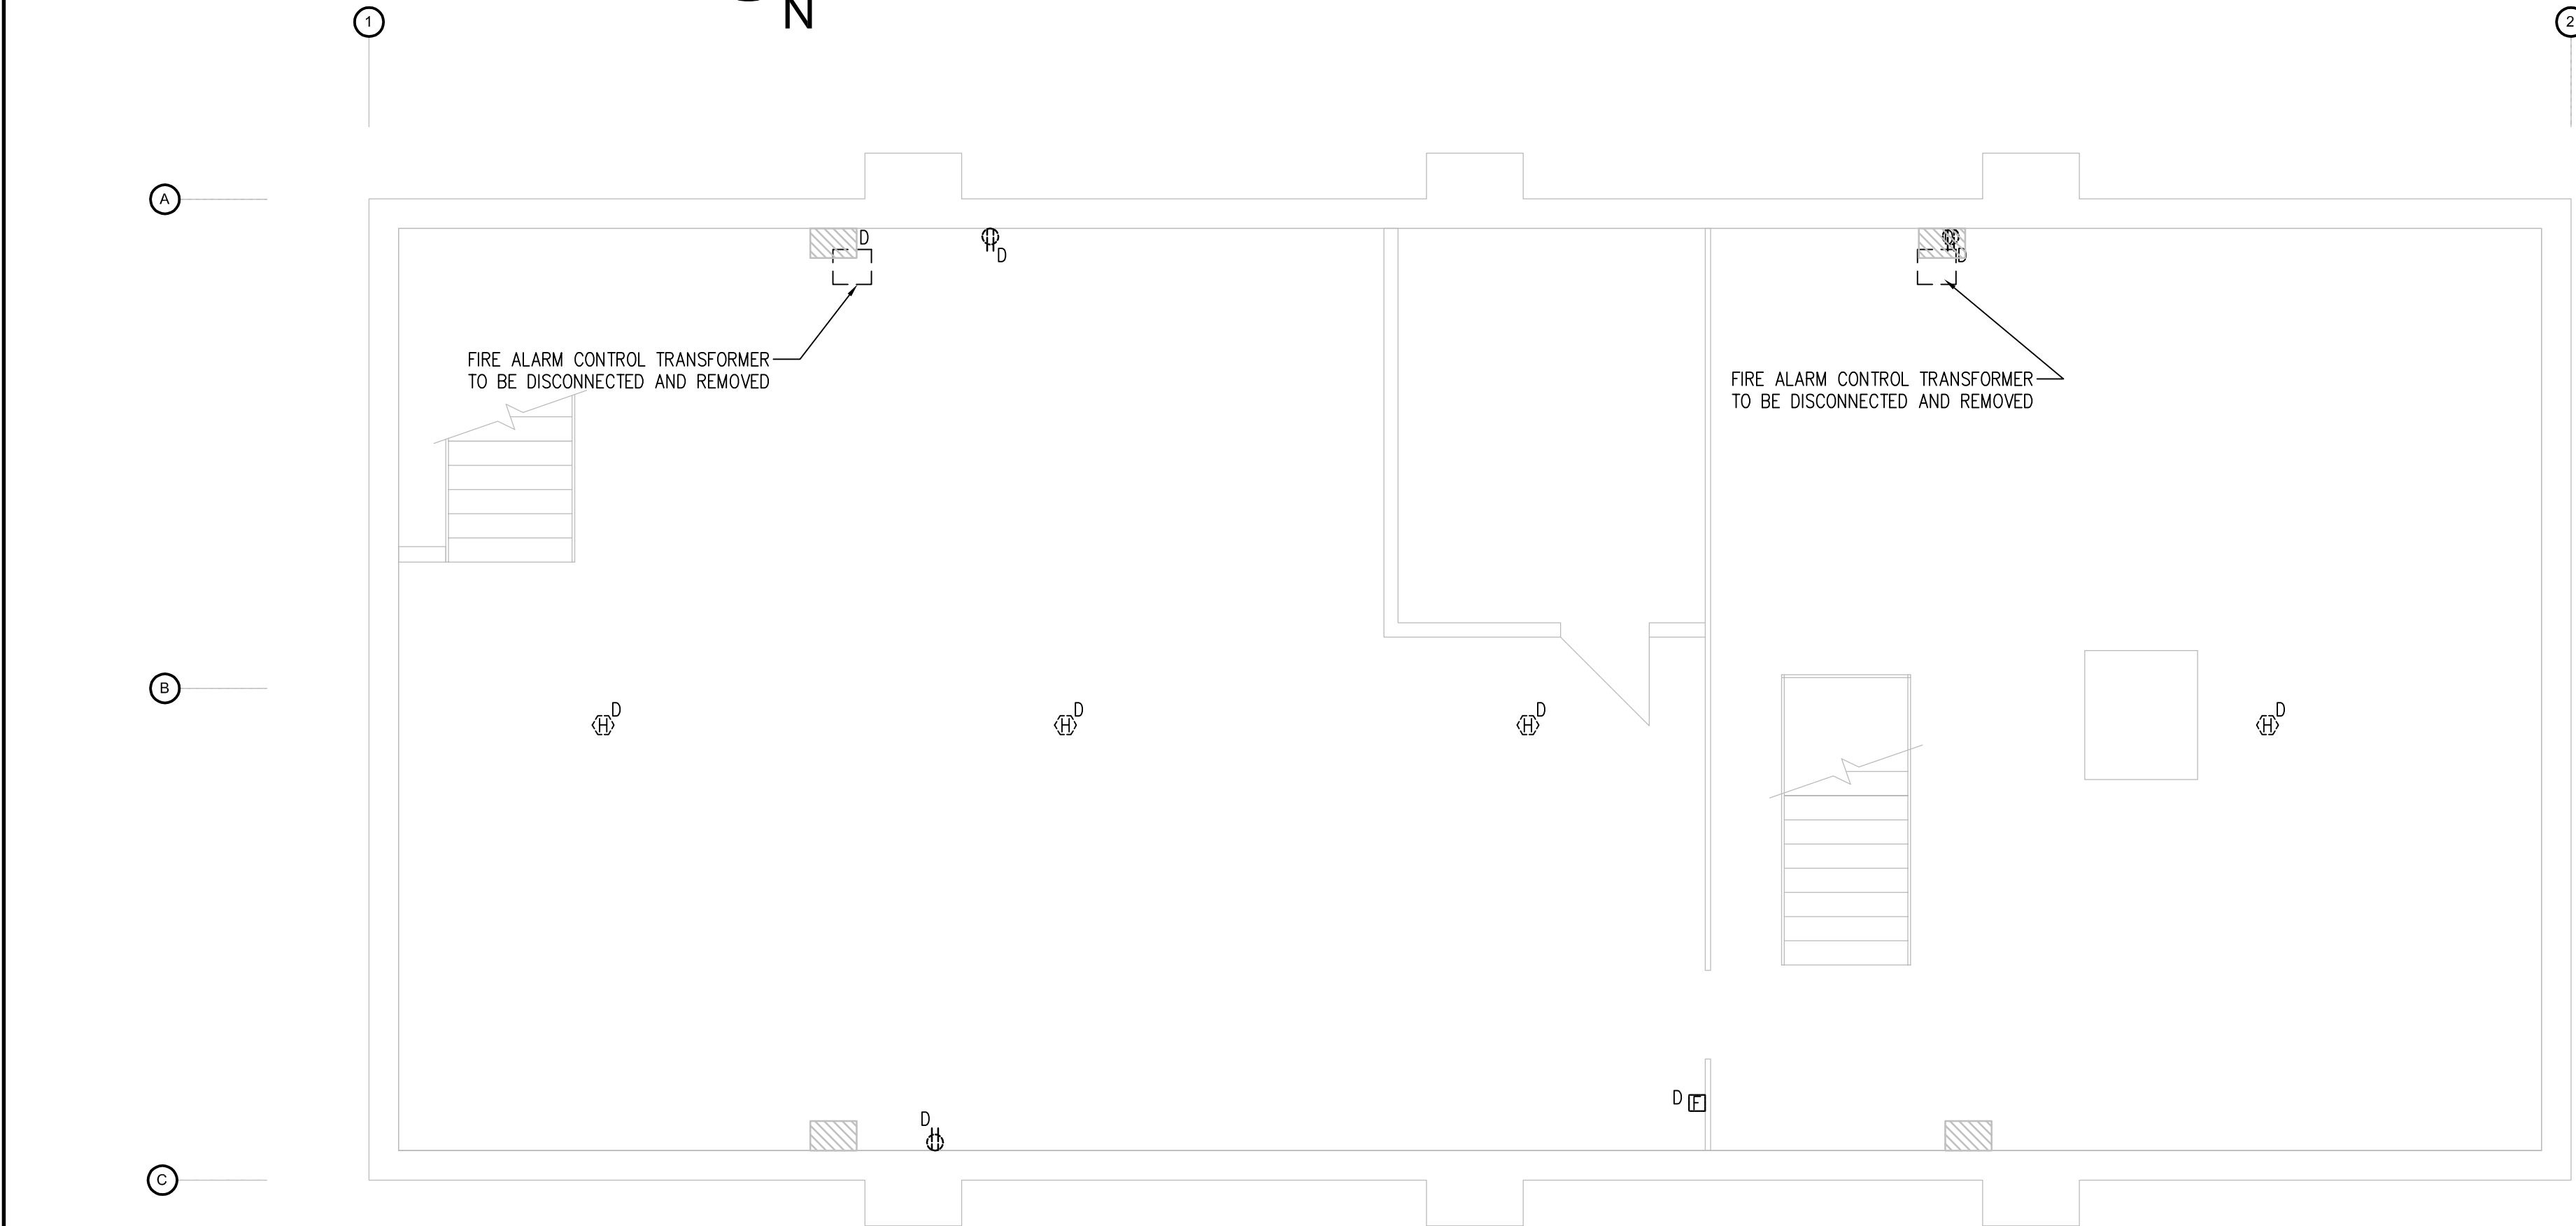 N
1
2
A
D
D
D
FIRE ALARM CONTROL TRANSFORMER
TO BE DISCONNECTED AND REMOVED
FIRE ALARM CONTROL TRANSFORMER
TO BE DISCONNECTED AND REMOVED
B
H D
H D
H D
H D
D F
D
C